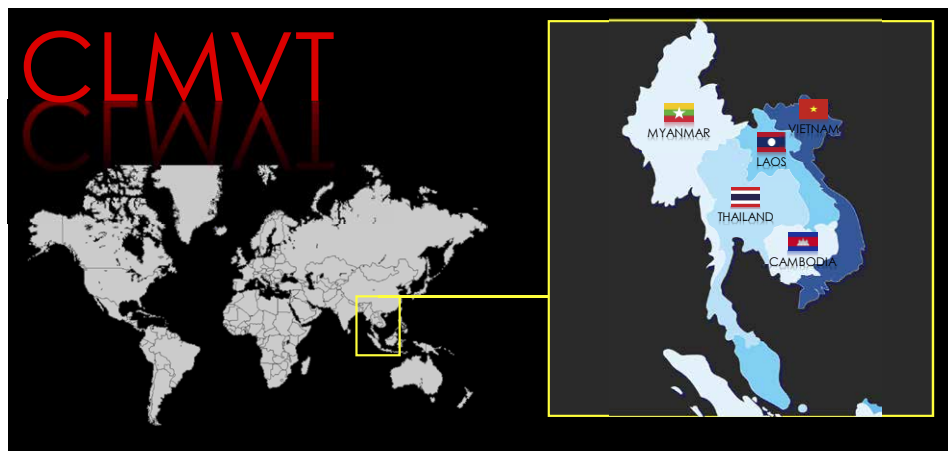 CLMVT
MYANMAR
VIETNAM
LAOS
THAILAND
CAMBODIA